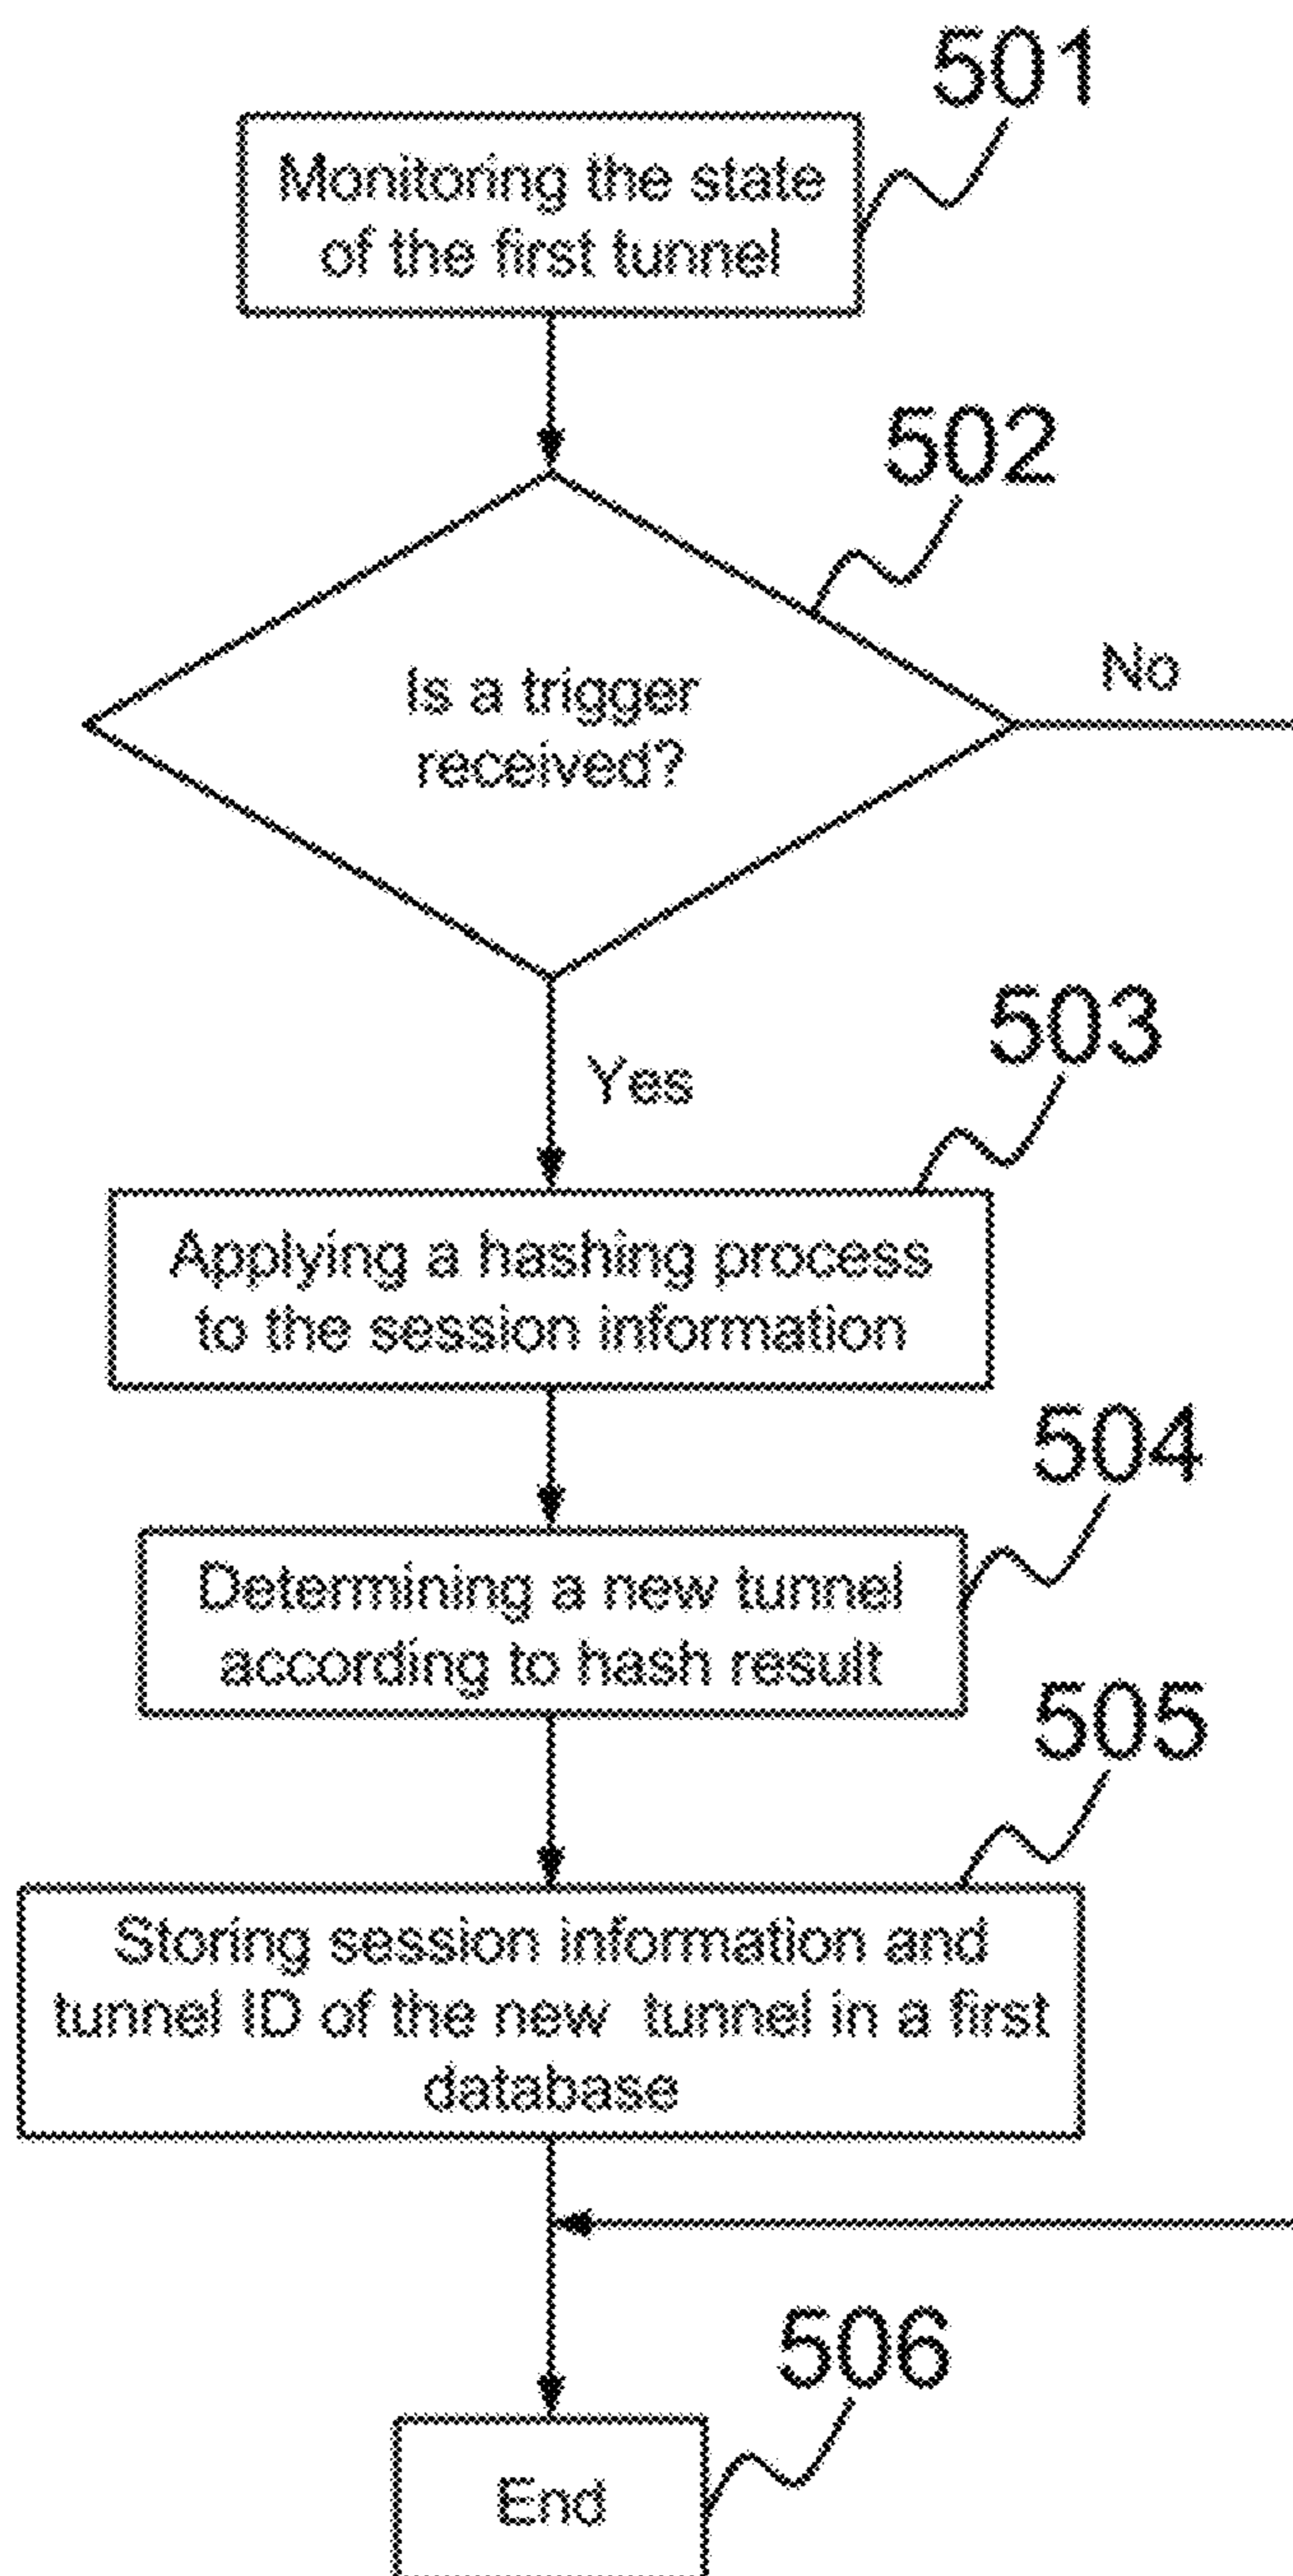 501
Monitoring the state
of the first tunnel
502
Is a trigger
received?
No
Yes
503
Applying a hashing process
to the session information
504
Determining a new tunnel
according to hash result
505
Storing session information and
tunnel ID of the new tunnel in a first
database
506
End